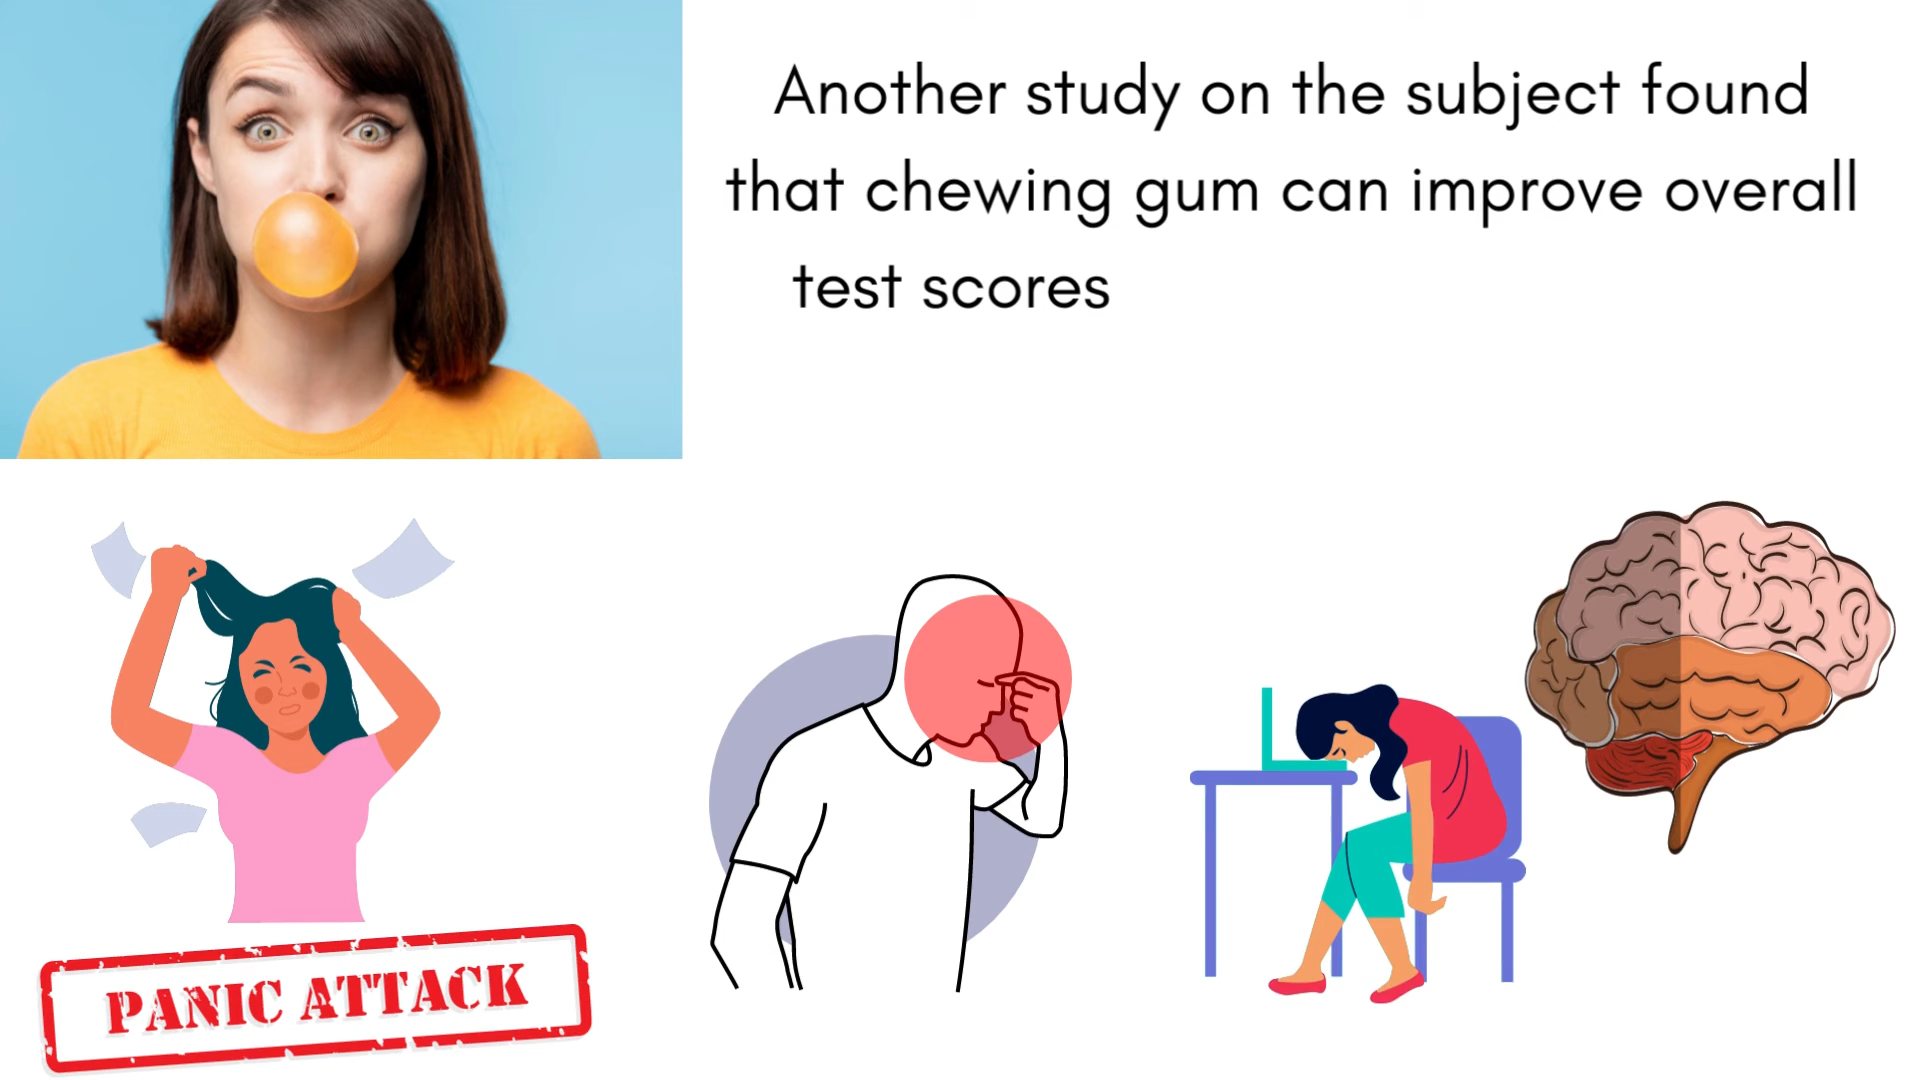 Another study on the subject found
that chewing gum can improve overall
test scores
PANIC ATTACK